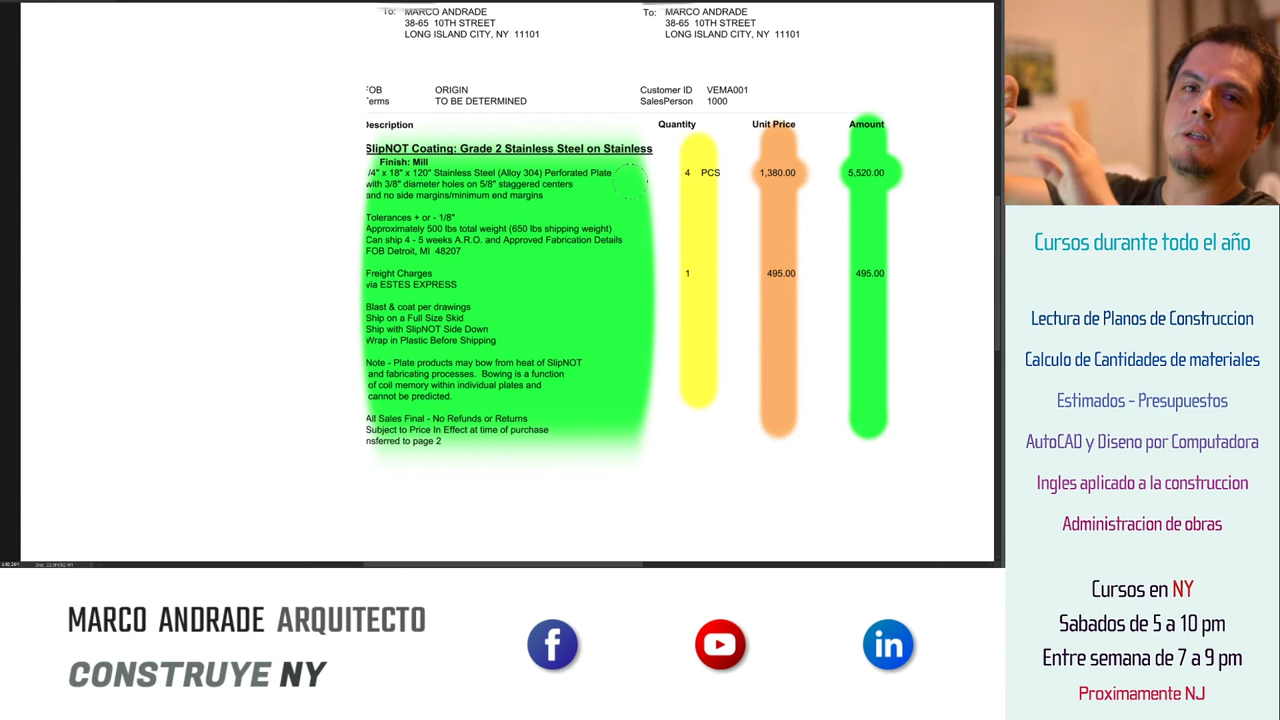 To: MARCO ANDRADE
38-65 10TH STREET
LONG ISLAND CITY, NY 11101
To: MARCO ANDRADE
38-65 10TH STREET
LONG ISLAND CITY, NY 11101
FOB ORIGIN
Terms TO BE DETERMINED
Customer ID VEMA001
SalesPerson 1000
Description Quantity Unit Price Amount
SlipNOT Coating: Grade 2 Stainless Steel on Stainless
Finish: Mill
/4" x 18" x 120" Stainless Steel (Alloy 304) Perforated Plate 4 PCS 1,380.00 5,520.00
with 3/8" diameter holes on 5/8" staggered centers
and no side margins/minimum end margins
Tolerances + or - 1/8"
Approximately 500 lbs total weight (650 lbs shipping weight)
Can ship 4 - 5 weeks A.R.O. and Approved Fabrication Details
FOB Detroit, MI 48207
Freight Charges 1 495.00 495.00
via ESTES EXPRESS
Blast & coat per drawings
Ship on a Full Size Skid
Ship with SlipNOT Side Down
Wrap in Plastic Before Shipping
Note - Plate products may bow from heat of SlipNOT
and fabricating processes. Bowing is a function
of coil memory within individual plates and
cannot be predicted.
All Sales Final - No Refunds or Returns
Subject to Price In Effect at time of purchase
nsferred to page 2
Cursos durante todo el año
Lectura de Planos de Construccion
Calculo de Cantidades de materiales
Estimados - Presupuestos
AutoCAD y Diseno por Computadora
Ingles aplicado a la construccion
Administracion de obras
Cursos en NY
Sabados de 5 a 10 pm
Entre semana de 7 a 9 pm
Proximamente NJ
MARCO ANDRADE ARQUITECTO
CONSTRUYE NY
f
in